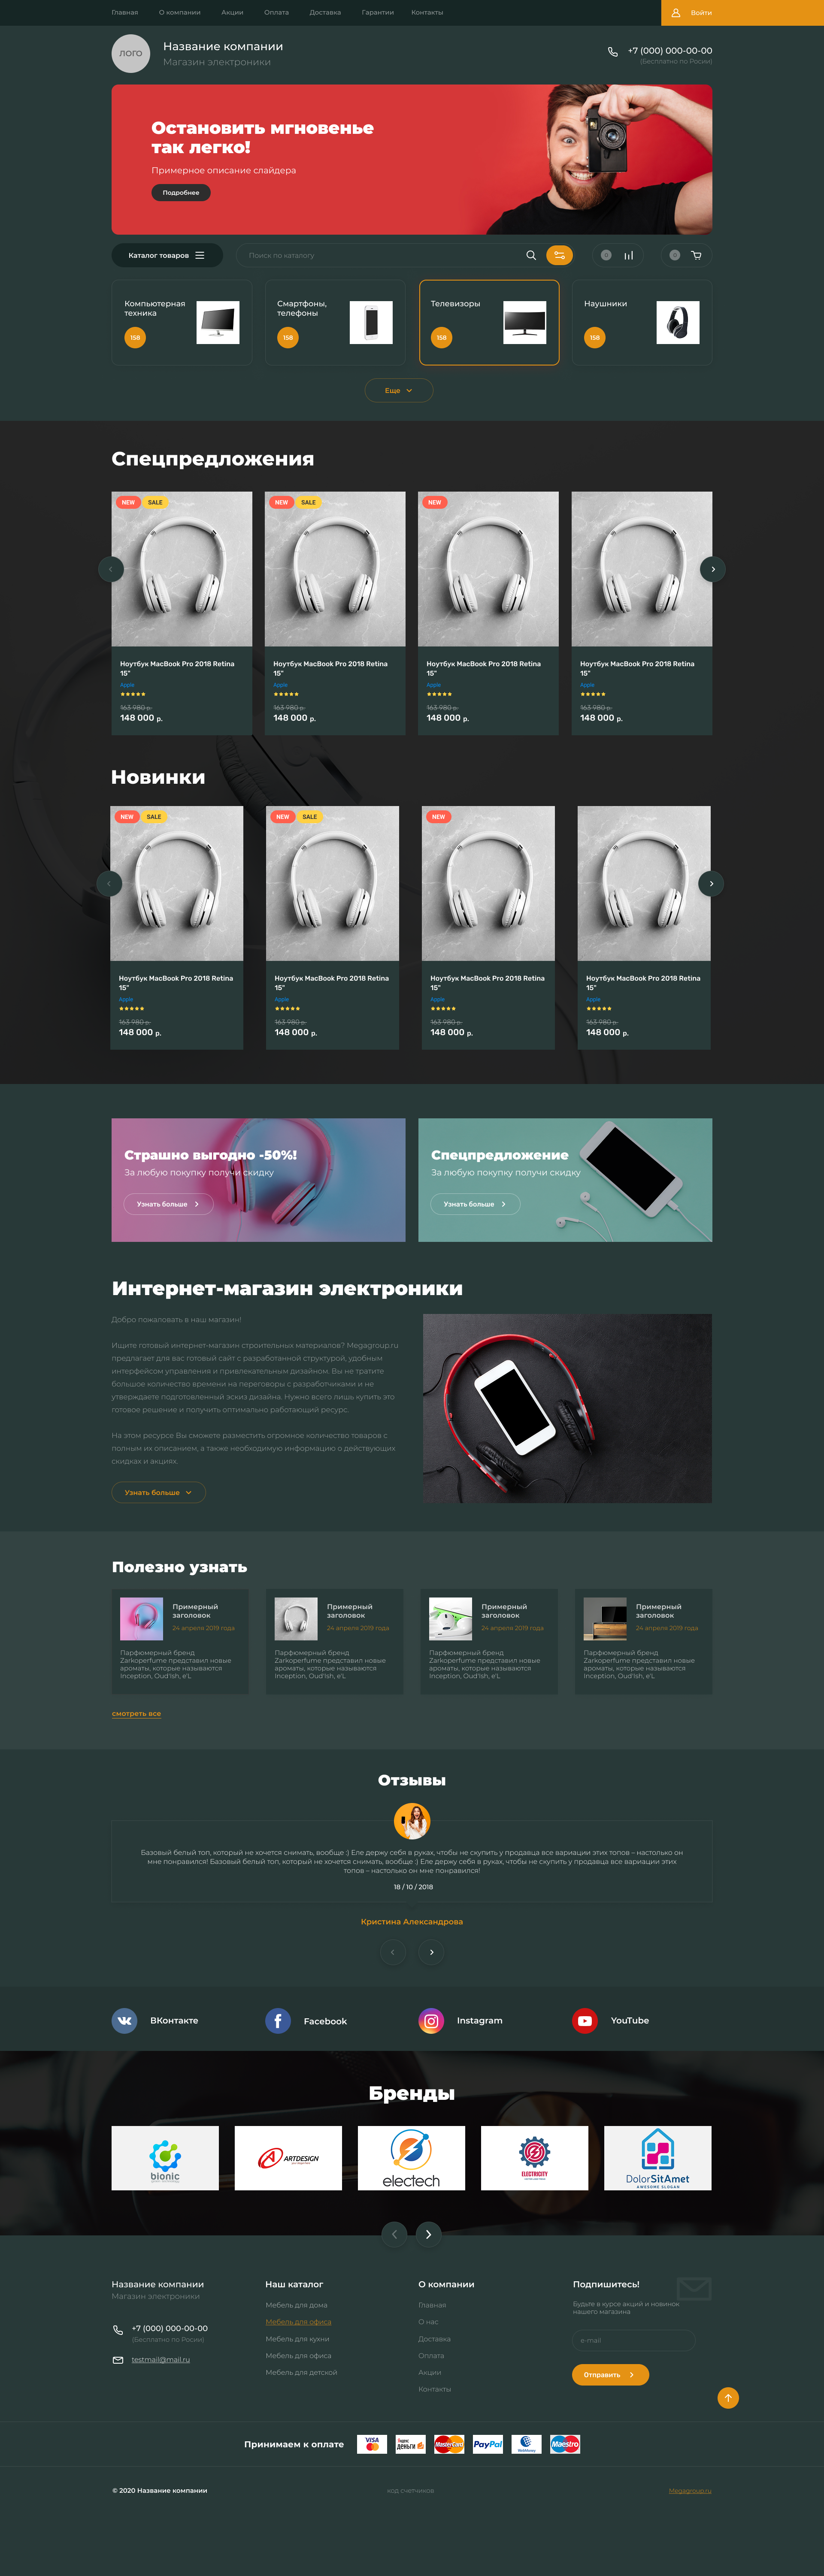 Главная О компании Акции Оплата Доставка Гарантии Контакты Войти
ЛОГО
Название компании
Магазин электроники
+7 (000) 000-00-00
(Бесплатно по Росии)
Остановить мгновенье
так легко!
Примерное описание слайдера
Подробнее
Каталог товаров
Поиск по каталогу
0
0
Компьютерная
техника
158
Смартфоны,
телефоны
158
Телевизоры
158
Наушники
158
Еще
Спецпредложения
NEW SALE
NEW SALE
NEW
Ноутбук MacBook Pro 2018 Retina
15"
Apple
163 980 р.
148 000 р.
Ноутбук MacBook Pro 2018 Retina
15"
Apple
163 980 р.
148 000 р.
Ноутбук MacBook Pro 2018 Retina
15"
Apple
163 980 р.
148 000 р.
Ноутбук MacBook Pro 2018 Retina
15"
Apple
163 980 р.
148 000 р.
Новинки
NEW SALE
NEW SALE
NEW
Ноутбук MacBook Pro 2018 Retina
15"
Apple
163 980 р.
148 000 р.
Ноутбук MacBook Pro 2018 Retina
15"
Apple
163 980 р.
148 000 р.
Ноутбук MacBook Pro 2018 Retina
15"
Apple
163 980 р.
148 000 р.
Ноутбук MacBook Pro 2018 Retina
15"
Apple
163 980 р.
148 000 р.
Страшно выгодно -50%!
За любую покупку получи скидку
Узнать больше
Спецпредложение
За любую покупку получи скидку
Узнать больше
Интернет-магазин электроники
Добро пожаловать в наш магазин!
Ищите готовый интернет-магазин строительных материалов? Megagroup.ru
предлагает для вас готовый сайт с разработанной структурой, удобным
интерфейсом управления и привлекательным дизайном. Вы не тратите
большое количество времени на переговоры с разработчиками и не
утверждаете подготовленный эскиз дизайна. Нужно всего лишь купить это
готовое решение и получить оптимально работающий ресурс.
На этом ресурсе Вы сможете разместить огромное количество товаров с
полным их описанием, а также необходимую информацию о действующих
скидках и акциях.
Узнать больше
Полезно узнать
Примерный
заголовок
24 апреля 2019 года
Парфюмерный бренд
Zarkoperfume представил новые
ароматы, которые называются
Inception, Oud'Ish, e'L
Примерный
заголовок
24 апреля 2019 года
Парфюмерный бренд
Zarkoperfume представил новые
ароматы, которые называются
Inception, Oud'Ish, e'L
Примерный
заголовок
24 апреля 2019 года
Парфюмерный бренд
Zarkoperfume представил новые
ароматы, которые называются
Inception, Oud'Ish, e'L
Примерный
заголовок
24 апреля 2019 года
Парфюмерный бренд
Zarkoperfume представил новые
ароматы, которые называются
Inception, Oud'Ish, e'L
смотреть все
Отзывы
Базовый белый топ, который не хочется снимать, вообще :) Еле держу себя в руках, чтобы не скупить у продавца все вариации этих топов – настолько он
мне понравился! Базовый белый топ, который не хочется снимать, вообще :) Еле держу себя в руках, чтобы не скупить у продавца все вариации этих
топов – настолько он мне понравился!
18 / 10 / 2018
Кристина Александрова
ВКонтакте
Facebook
Instagram
YouTube
Бренды
bionic
ARTDESIGN
electech
ELECTRICITY
DolorSitAmet
AWESOME SLOGAN
Название компании
Магазин электроники
+7 (000) 000-00-00
(Бесплатно по Росии)
testmail@mail.ru
Наш каталог
Мебель для дома
Мебель для офиса
Мебель для кухни
Мебель для офиса
Мебель для детской
О компании
Главная
О нас
Доставка
Оплата
Акции
Контакты
Подпишитесь!
Будьте в курсе акций и новинок
нашего магазина
e-mail
Отправить
Принимаем к оплате
VISA
MasterCard
Яндекс
деньги
MasterCard
PayPal
WebMoney
Maestro
© 2020 Название компании
код счетчиков
Megagroup.ru